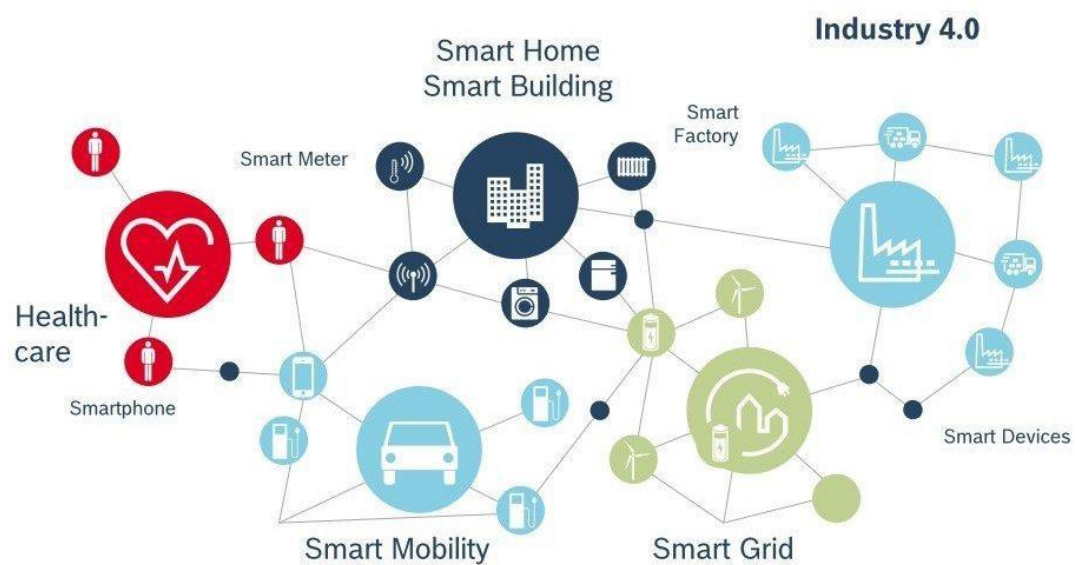 Industry 4.0
Smart Home
Smart Building
Smart
Factory
Smart Meter
Health-
care
Smartphone
Smart Devices
Smart Mobility
Smart Grid